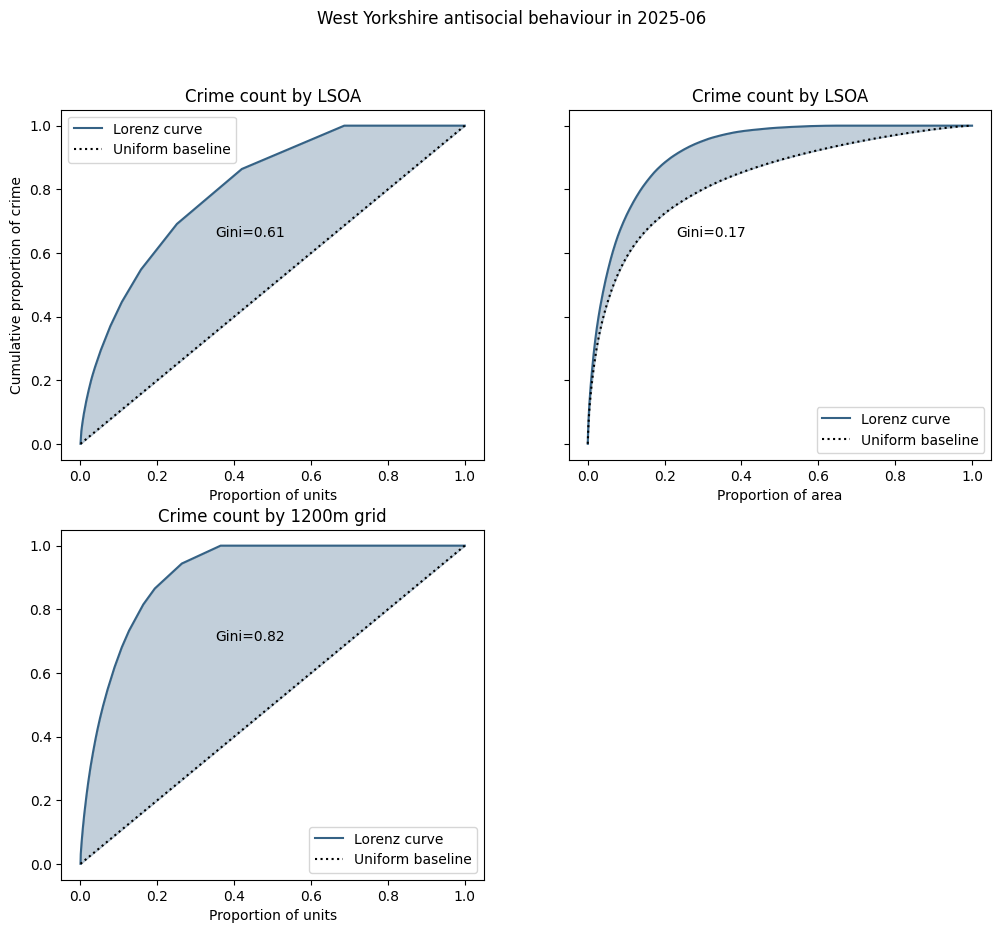 West Yorkshire antisocial behaviour in 2025-06
Crime count by LSOA
Lorenz curve
Uniform baseline
Gini=0.61
Cumulative proportion of crime
1.0
0.8
0.6
0.4
0.2
0.0
0.0 0.2 0.4 0.6 0.8 1.0
Proportion of units
Crime count by LSOA
Gini=0.17
Lorenz curve
Uniform baseline
0.0 0.2 0.4 0.6 0.8 1.0
Proportion of area
Crime count by 1200m grid
1.0
0.8
0.6
0.4
0.2
0.0
Gini=0.82
Lorenz curve
Uniform baseline
0.0 0.2 0.4 0.6 0.8 1.0
Proportion of units